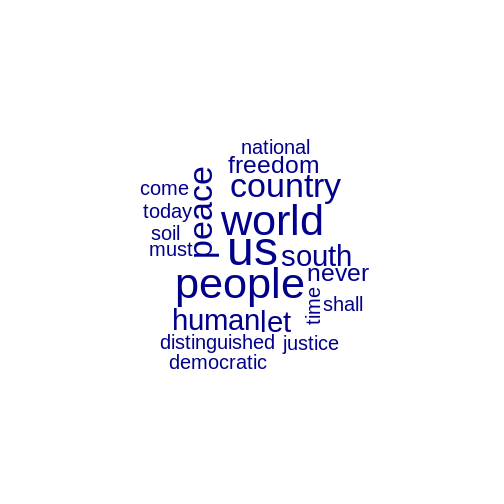 national
freedom
come
peace
country
today
world
soil
must
us
south
people
never
time
shall
human
let
distinguished
justice
democratic